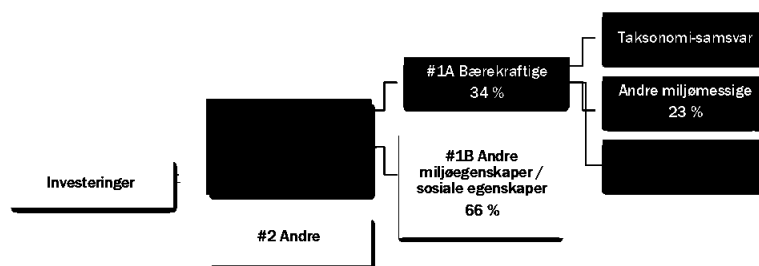 Investeringer
#2 Andre
#1A Bærekraftige
34 %
#1B Andre
miljøegenskaper /
sosiale egenskaper
66 %
Taksonomi-samsvar
Andre miljømessige
23 %